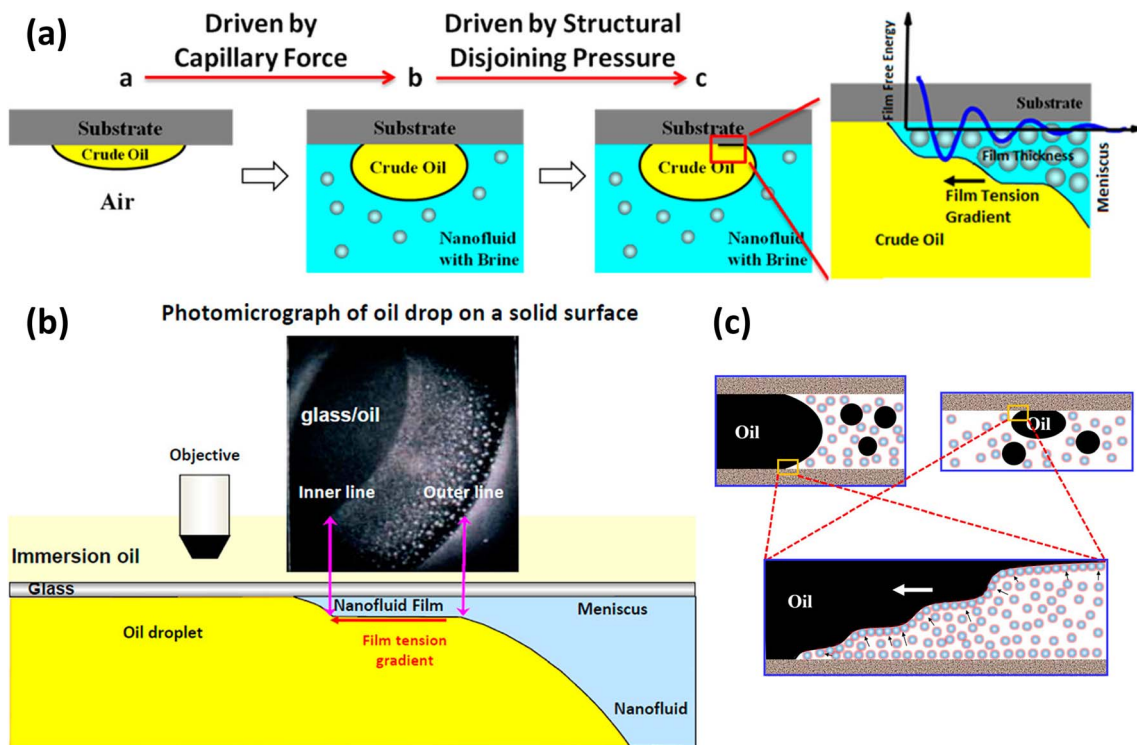 (a)
Driven by
Capillary Force
Driven by Structural
Disjoining Pressure
a
b
c
Substrate
Crude Oil
Air
Substrate
Crude Oil
Nanofluid
with Brine
Substrate
Crude Oil
Nanofluid
with Brine
Film Free Energy
Substrate
Film Thickness
Meniscus
Film Tension
Gradient
Crude Oil
(b)
Photomicrograph of oil drop on a solid surface
glass/oil
Objective
Inner line
Outer line
Immersion oil
Glass
Nanofluid Film
Meniscus
Oil droplet
Film tension
gradient
Nanofluid
(c)
Oil
Oil
Oil